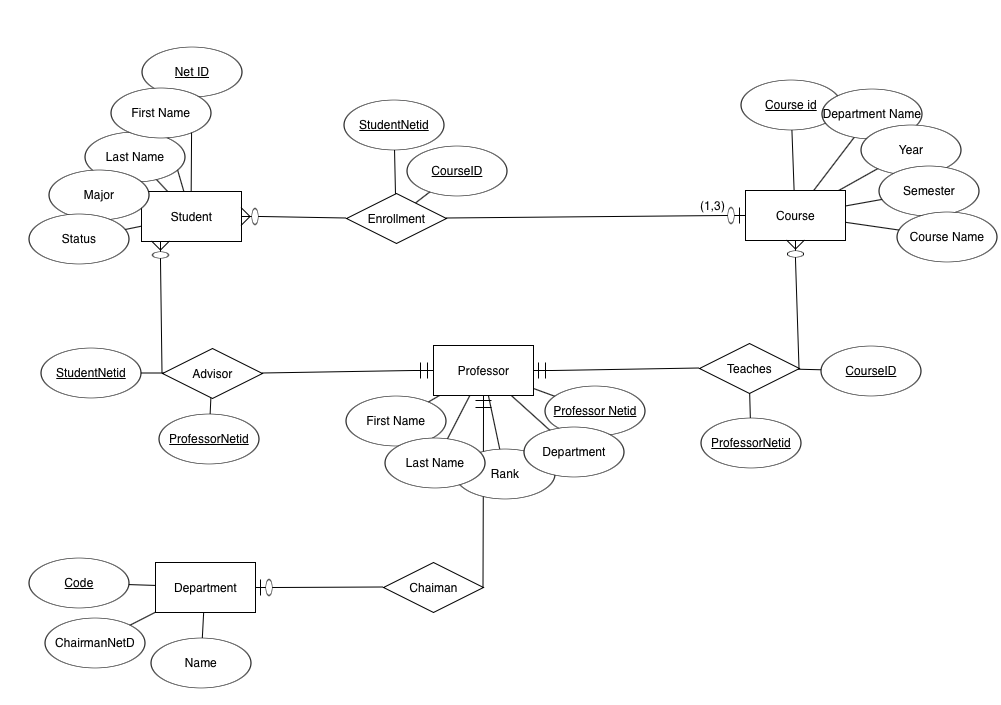 Net ID
First Name
Last Name
Major
Status
Student
StudentNetid
CourseID
Enrollment
(1,3)
Course id
Department Name
Year
Semester
Course Name
Course
StudentNetid
Advisor
ProfessorNetid
Professor
First Name
Last Name
Rank
Department
Professor Netid
Teaches
CourseID
ProfessorNetid
Code
ChairmanNetD
Name
Department
Chaiman